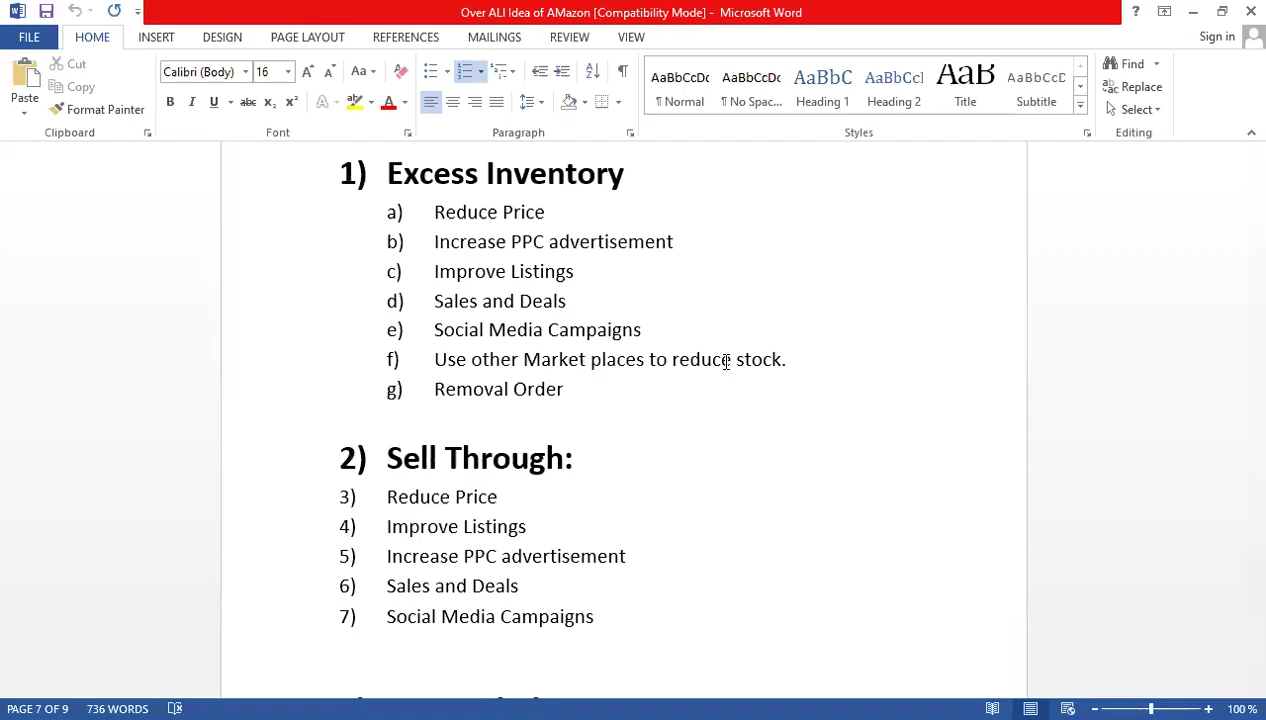 Over ALI Idea of AMazon [Compatibility Mode] - Microsoft Word
?
Sign in
FILE HOME INSERT DESIGN PAGE LAYOUT REFERENCES MAILINGS REVIEW VIEW
Paste
Cut
Copy
Format Painter
Clipboard
Calibri (Body) 16
Aa
B I U abc x₂ x² A A
Font
Paragraph
AaBbCcDc AaBbCcDc AaBbC AaBbCcl AaB AaBbCcD
¶ Normal ¶ No Spac... Heading 1 Heading 2 Title Subtitle
Styles
Find
Replace
Select
Editing
1) Excess Inventory
a) Reduce Price
b) Increase PPC advertisement
c) Improve Listings
d) Sales and Deals
e) Social Media Campaigns
f) Use other Market places to reduce stock.
g) Removal Order
2) Sell Through:
3) Reduce Price
4) Improve Listings
5) Increase PPC advertisement
6) Sales and Deals
7) Social Media Campaigns
PAGE 7 OF 9 736 WORDS
100 %